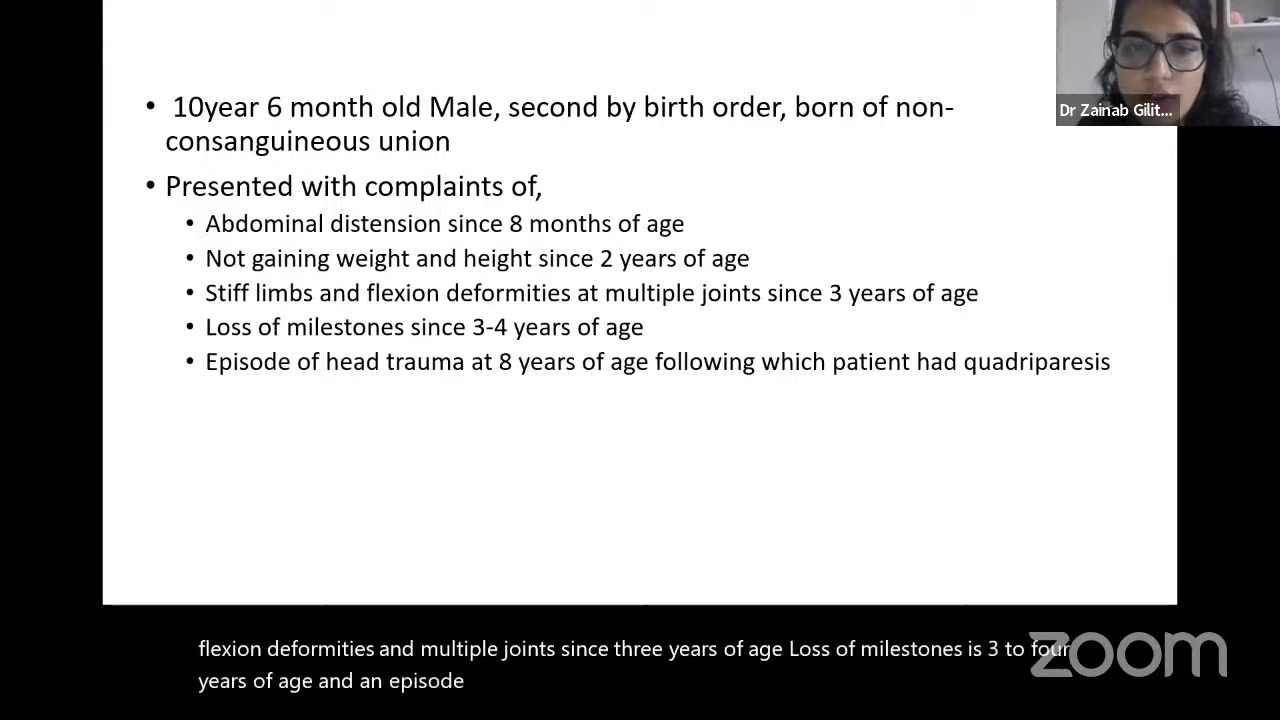 • 10year 6 month old Male, second by birth order, born of non-
consanguineous union
• Presented with complaints of,
• Abdominal distension since 8 months of age
• Not gaining weight and height since 2 years of age
• Stiff limbs and flexion deformities at multiple joints since 3 years of age
• Loss of milestones since 3-4 years of age
• Episode of head trauma at 8 years of age following which patient had quadriparesis
Dr Zainab Gilit...
flexion deformities and multiple joints since three years of age Loss of milestones is 3 to four
years of age and an episode
zoom